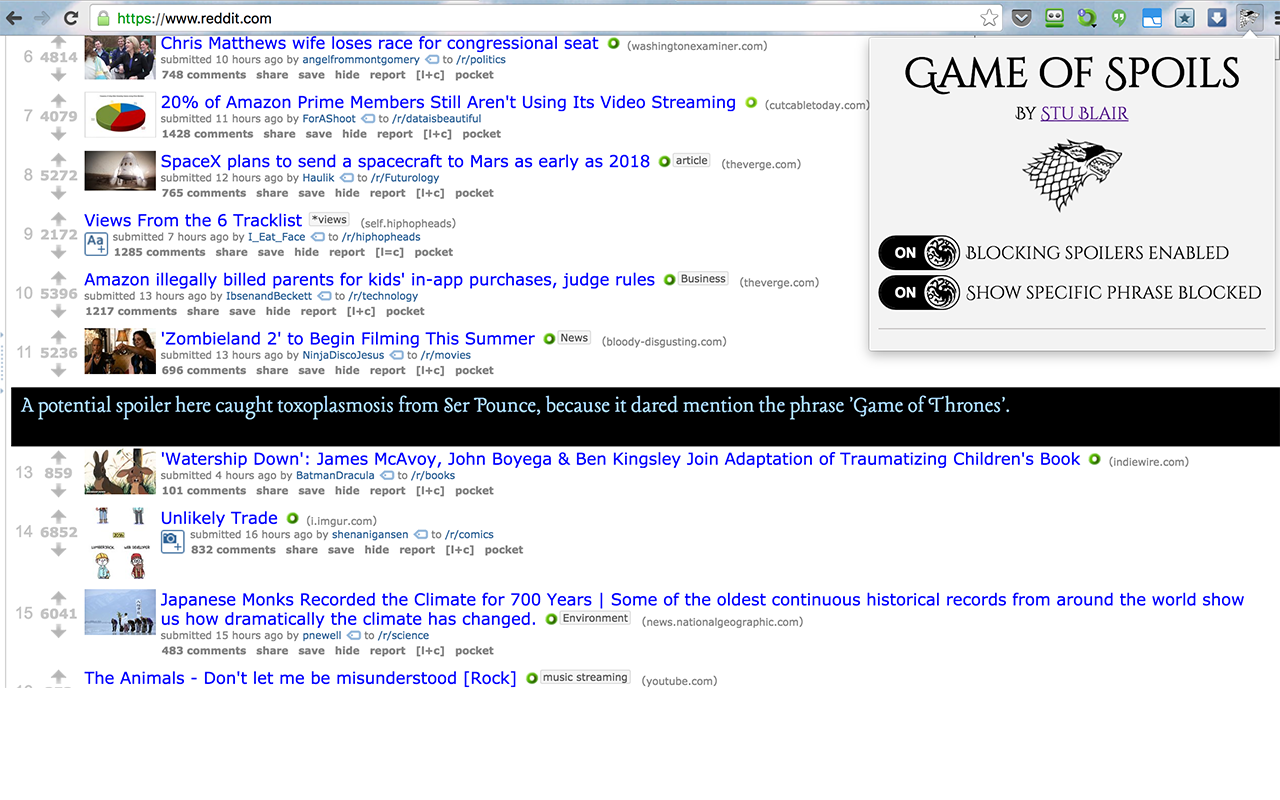 https://www.reddit.com
6 4814
Chris Matthews wife loses race for congressional seat (washingtonexaminer.com)
submitted 10 hours ago by angelfrommontgomery to /r/politics
748 comments share save hide report [l+c] pocket
7 4079
20% of Amazon Prime Members Still Aren't Using Its Video Streaming (cutcabletoday.com)
submitted 11 hours ago by ForAShoot to /r/dataisbeautiful
1428 comments share save hide report [l+c] pocket
8 5272
SpaceX plans to send a spacecraft to Mars as early as 2018 article (theverge.com)
submitted 12 hours ago by Haulik to /r/Futurology
765 comments share save hide report [l+c] pocket
9 2172
Views From the 6 Tracklist *views (self.hiphopheads)
Aa+ submitted 7 hours ago by I_Eat_Face to /r/hiphopheads
1285 comments share save hide report [l=c] pocket
10 5396
Amazon illegally billed parents for kids' in-app purchases, judge rules Business (theverge.com)
submitted 13 hours ago by IbsenandBeckett to /r/technology
1217 comments share save hide report [l+c] pocket
11 5236
'Zombieland 2' to Begin Filming This Summer News (bloody-disgusting.com)
submitted 13 hours ago by NinjaDiscoJesus to /r/movies
696 comments share save hide report [l+c] pocket
A potential spoiler here caught toxoplasmosis from Ser Pounce, because it dared mention the phrase 'Game of Thrones'.
13 859
'Watership Down': James McAvoy, John Boyega & Ben Kingsley Join Adaptation of Traumatizing Children's Book (indiewire.com)
submitted 4 hours ago by BatmanDracula to /r/books
101 comments share save hide report [l+c] pocket
14 6852
Unlikely Trade (i.imgur.com)
submitted 16 hours ago by shenanigansen to /r/comics
832 comments share save hide report [l+c] pocket
15 6041
Japanese Monks Recorded the Climate for 700 Years | Some of the oldest continuous historical records from around the world show
us how dramatically the climate has changed. Environment (news.nationalgeographic.com)
submitted 15 hours ago by pnewell to /r/science
483 comments share save hide report [l+c] pocket
The Animals - Don't let me be misunderstood [Rock] music streaming (youtube.com)
Game of Spoils
by Stu Blair
ON Blocking spoilers enabled
ON Show specific phrase blocked